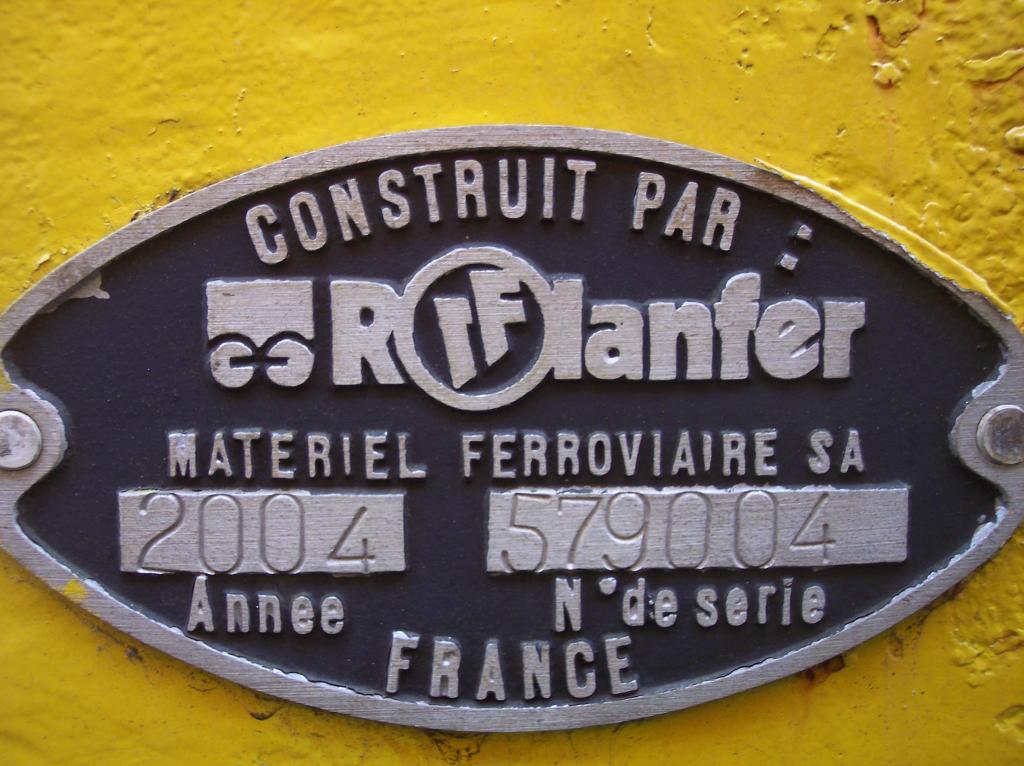 CONSTRUIT PAR :
RIFlanfer
MATERIEL FERROVIAIRE SA
2004 579004
Annee N° de serie
FRANCE